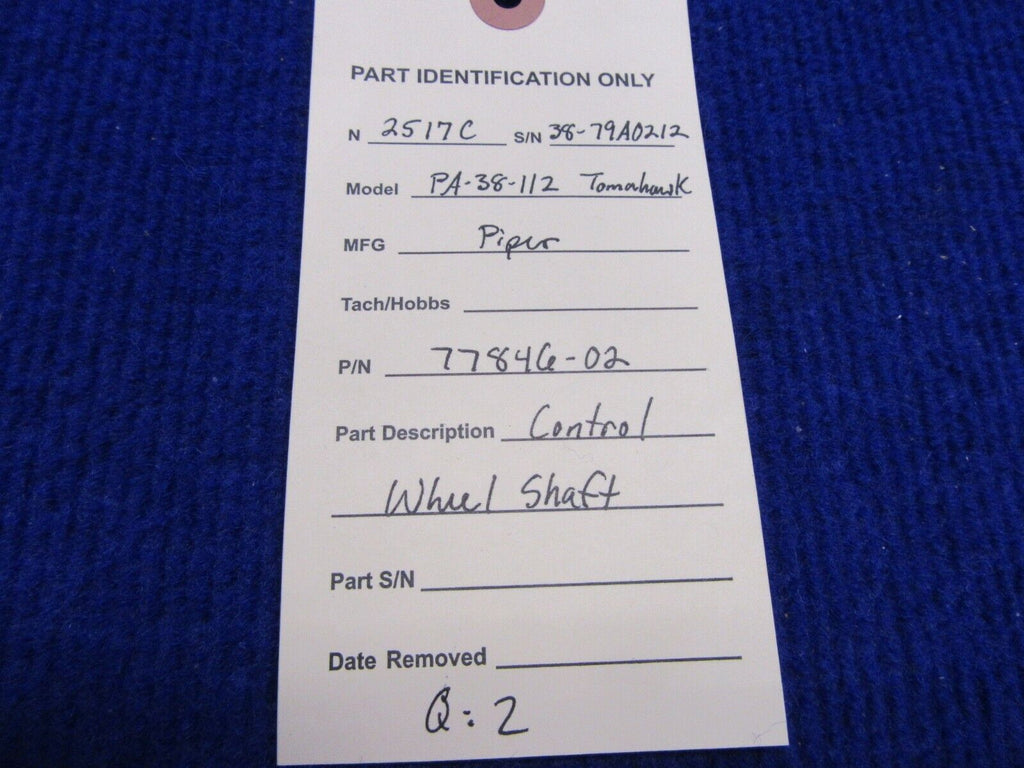 PART IDENTIFICATION ONLY
N 2517C S/N 38-79A0212
Model PA-38-112 Tomahawk
MFG Piper
Tach/Hobbs
P/N 77846-02
Part Description Control
Wheel Shaft
Part S/N
Date Removed
Q: 2